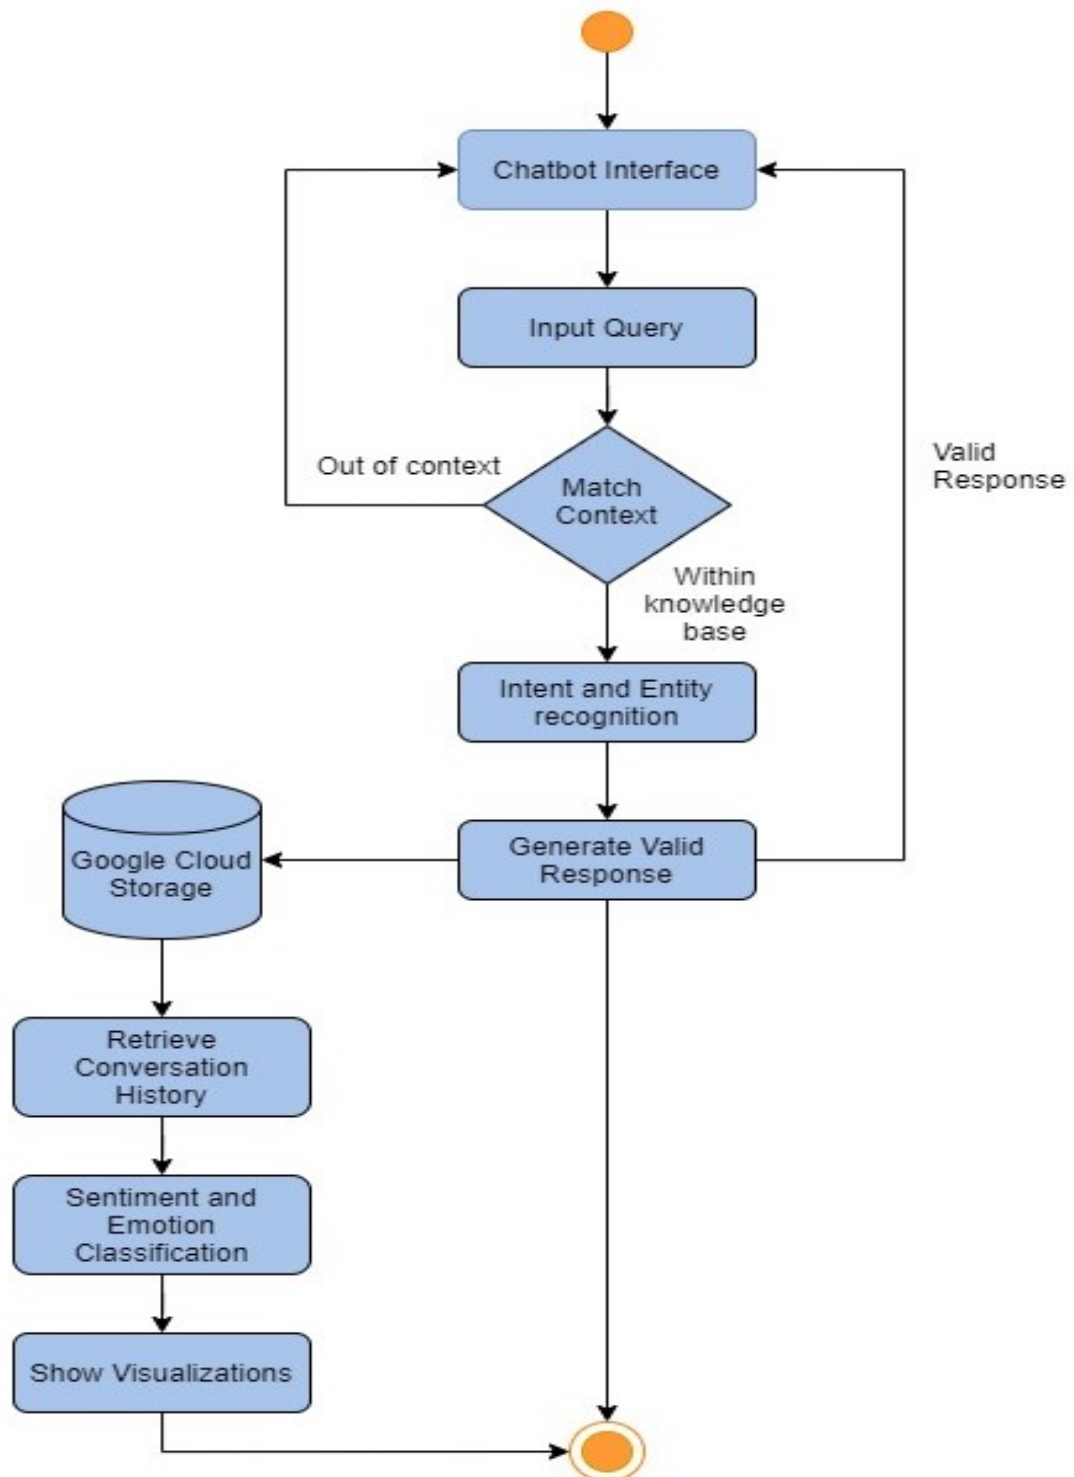 Chatbot Interface
Input Query
Out of context
Match
Context
Valid
Response
Within
knowledge
base
Intent and Entity
recognition
Generate Valid
Response
Google Cloud
Storage
Retrieve
Conversation
History
Sentiment and
Emotion
Classification
Show Visualizations